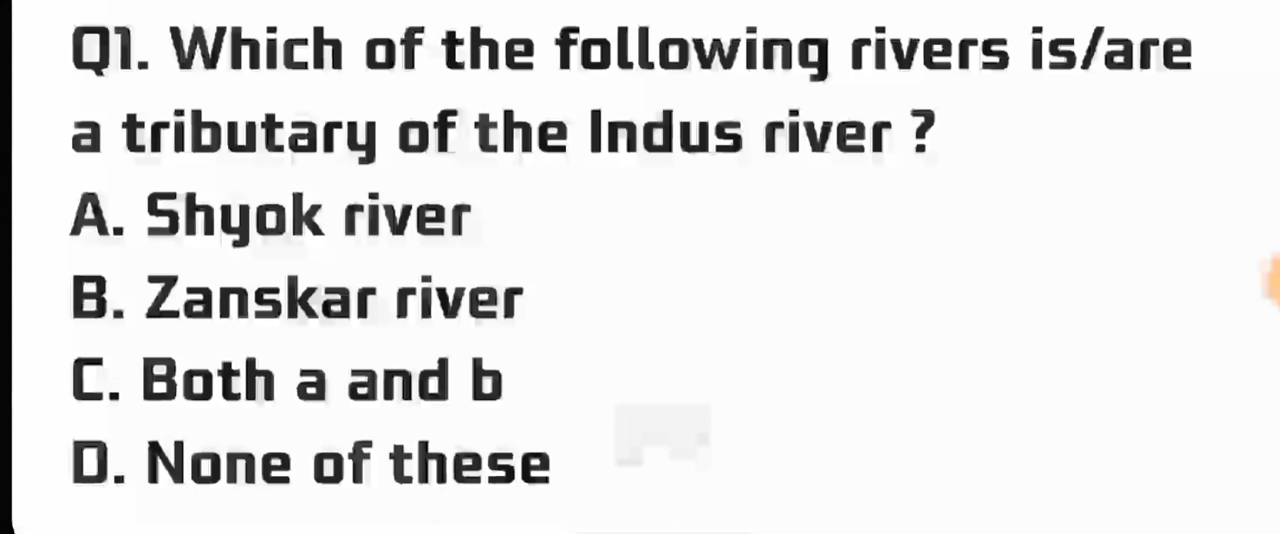 Q1. Which of the following rivers is/are
a tributary of the Indus river ?
A. Shyok river
B. Zanskar river
C. Both a and b
D. None of these